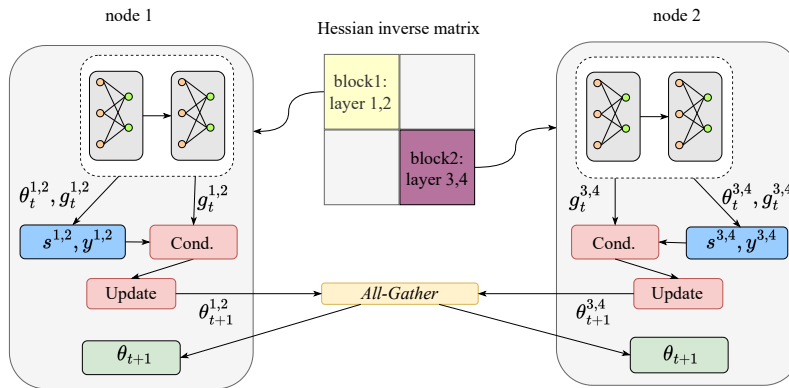 node 1
Hessian inverse matrix
node 2
block1:
layer 1,2
block2:
layer 3,4
θ_t^{1,2}, g_t^{1,2}
g_t^{1,2}
g_t^{3,4}
θ_t^{3,4}, g_t^{3,4}
s^{1,2}, y^{1,2}
Cond.
Cond.
s^{3,4}, y^{3,4}
Update
All-Gather
Update
θ_{t+1}^{1,2}
θ_{t+1}^{3,4}
θ_{t+1}
θ_{t+1}